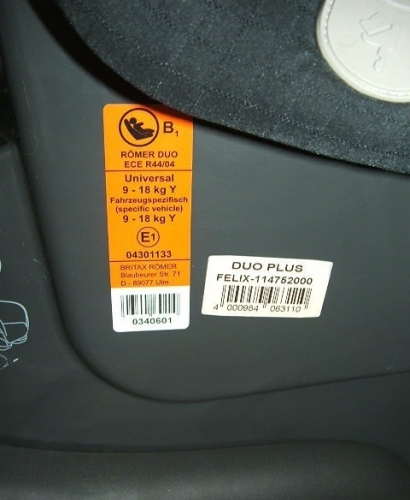 B1
RÖMER DUO
ECE R44/04
Universal
9 - 18 kg Y
Fahrzeugspezifisch
(specific vehicle)
9 - 18 kg Y
E1
04301133
BRITAX RÖMER
Blaubeurer Str. 71
D - 89077 Ulm
0340601
DUO PLUS
FELIX-114752000
4 000984 063110